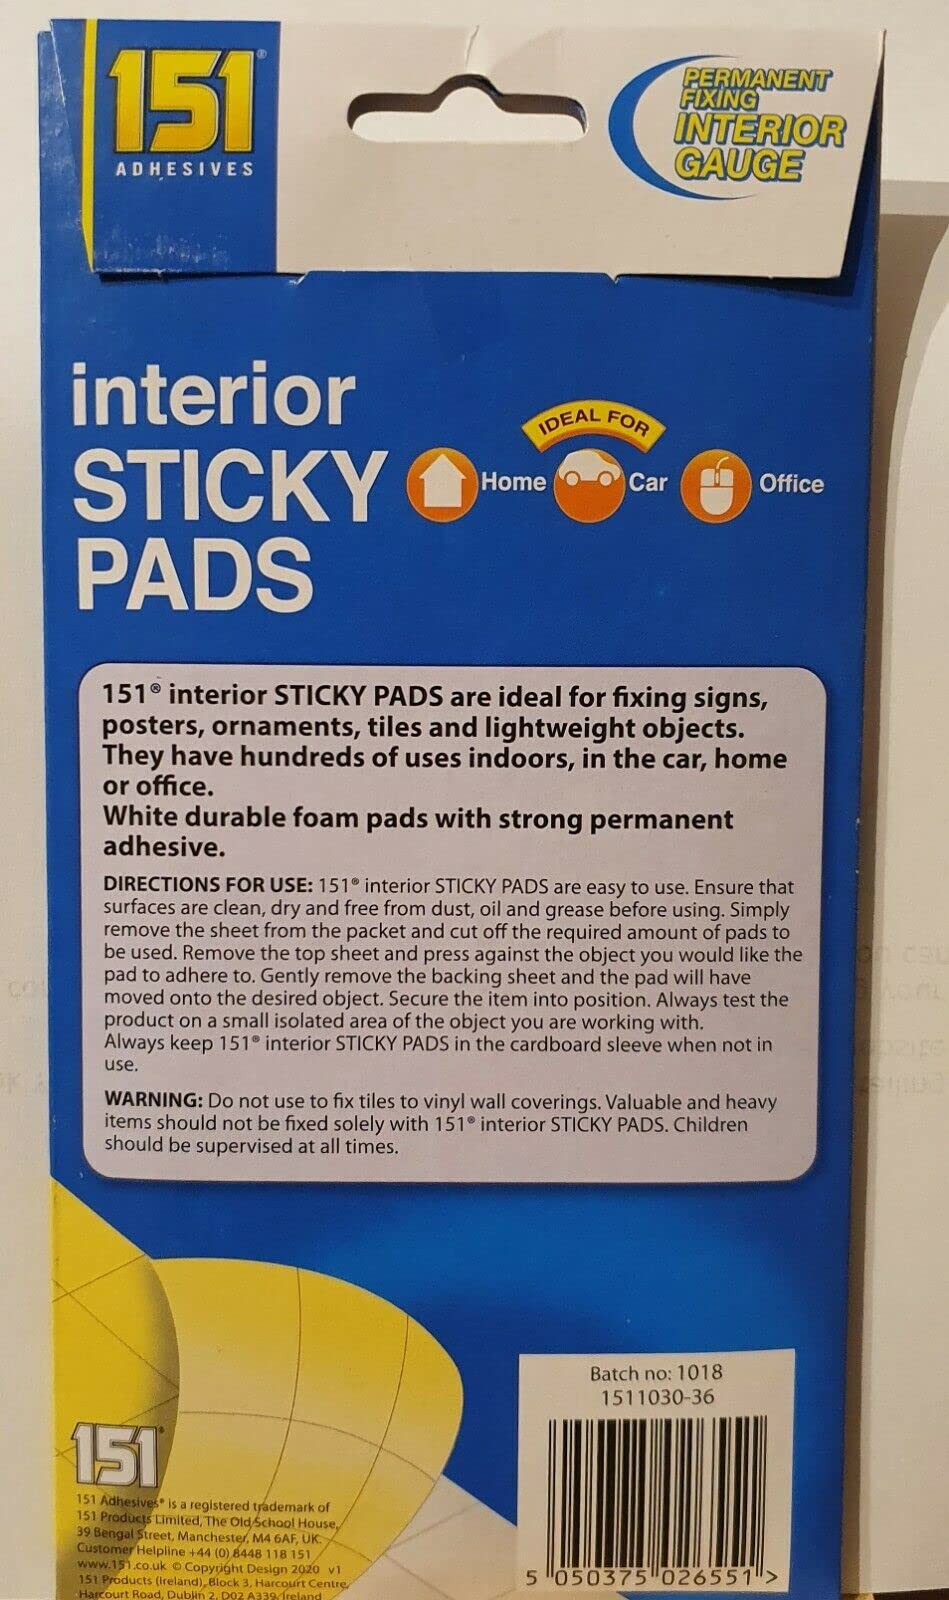 151®
ADHESIVES
PERMANENT
FIXING
INTERIOR
GAUGE
interior
STICKY
PADS
IDEAL FOR
Home
Car
Office
151® interior STICKY PADS are ideal for fixing signs,
posters, ornaments, tiles and lightweight objects.
They have hundreds of uses indoors, in the car, home
or office.
White durable foam pads with strong permanent
adhesive.
DIRECTIONS FOR USE: 151® interior STICKY PADS are easy to use. Ensure that
surfaces are clean, dry and free from dust, oil and grease before using. Simply
remove the sheet from the packet and cut off the required amount of pads to
be used. Remove the top sheet and press against the object you would like the
pad to adhere to. Gently remove the backing sheet and the pad will have
moved onto the desired object. Secure the item into position. Always test the
product on a small isolated area of the object you are working with.
Always keep 151® interior STICKY PADS in the cardboard sleeve when not in
use.
WARNING: Do not use to fix tiles to vinyl wall coverings. Valuable and heavy
items should not be fixed solely with 151® interior STICKY PADS. Children
should be supervised at all times.
Batch no: 1018
1511030-36
5 050375 026551 >
151®
151 Adhesives® is a registered trademark of
151 Products Limited, The Old School House,
39 Bengal Street, Manchester, M4 6AF, UK.
Customer Helpline +44 (0) 8448 118 151
www.151.co.uk © Copyright Design 2020 v1
151 Products (Ireland), Block 3, Harcourt Centre,
Harcourt Road, Dublin 2, D02 A339, Ireland